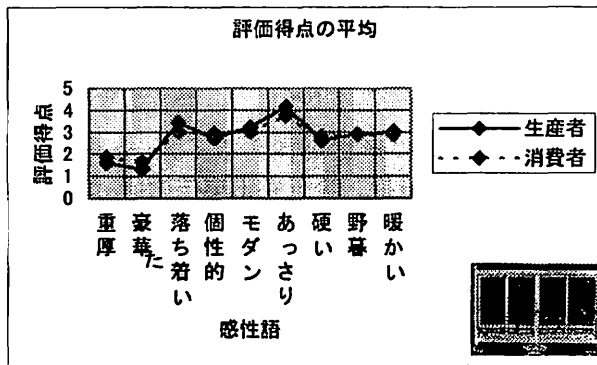 評価得点の平均
評価得点
5
4
3
2
1
0
重厚
豪華
落ち着いた
個性的
モダン
あっさり
硬い
野暮
暖かい
感性語
生産者
消費者